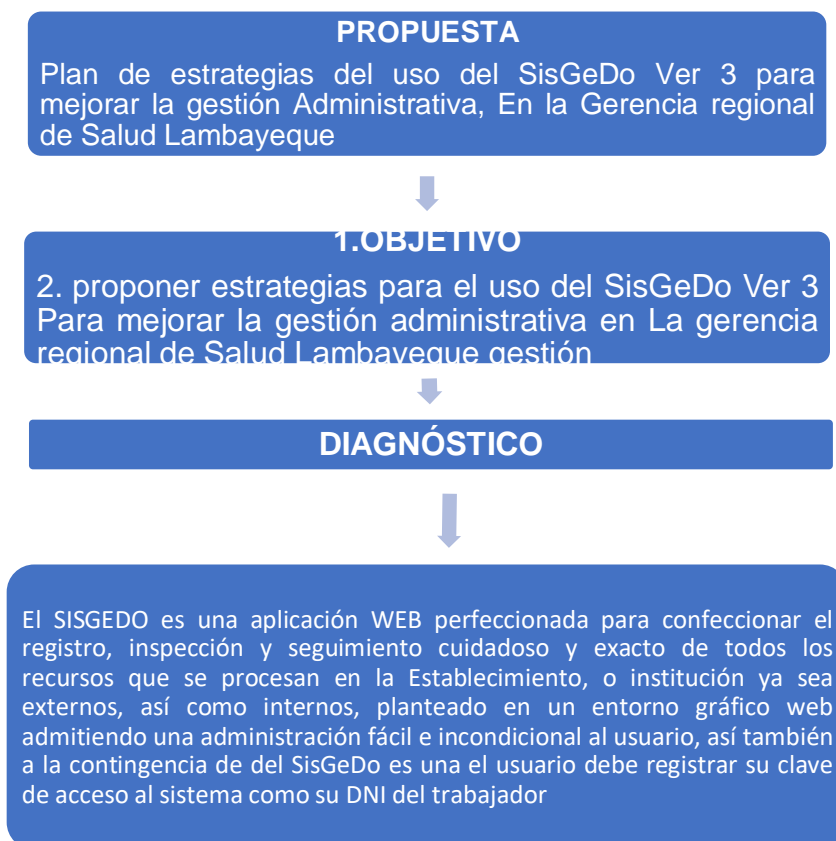 PROPUESTA
Plan de estrategias del uso del SisGeDo Ver 3 para
mejorar la gestión Administrativa, En la Gerencia regional
de Salud Lambayeque
1.OBJETIVO
2. proponer estrategias para el uso del SisGeDo Ver 3
Para mejorar la gestión administrativa en La gerencia
regional de Salud Lambayeque gestión
DIAGNÓSTICO
El SISGEDO es una aplicación WEB perfeccionada para confeccionar el
registro, inspección y seguimiento cuidadoso y exacto de todos los
recursos que se procesan en la Establecimiento, o institución ya sea
externos, así como internos, planteado en un entorno gráfico web
admitiendo una administración fácil e incondicional al usuario, así también
a la contingencia de del SisGeDo es una el usuario debe registrar su clave
de acceso al sistema como su DNI del trabajador